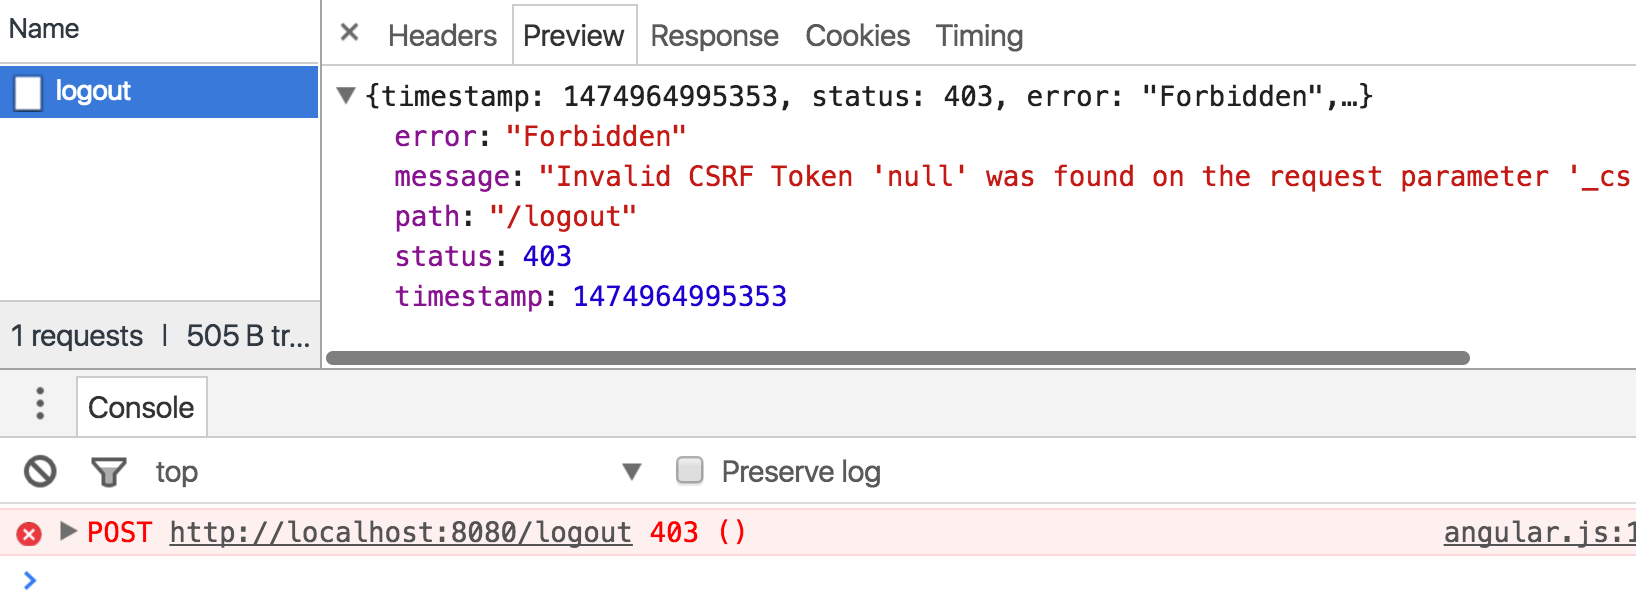 Name
logout
1 requests | 505 B tr...
× Headers Preview Response Cookies Timing
▼ {timestamp: 1474964995353, status: 403, error: "Forbidden",…}
error: "Forbidden"
message: "Invalid CSRF Token 'null' was found on the request parameter '_cs
path: "/logout"
status: 403
timestamp: 1474964995353
Console
top ▼ Preserve log
POST http://localhost:8080/logout 403 () angular.js:1